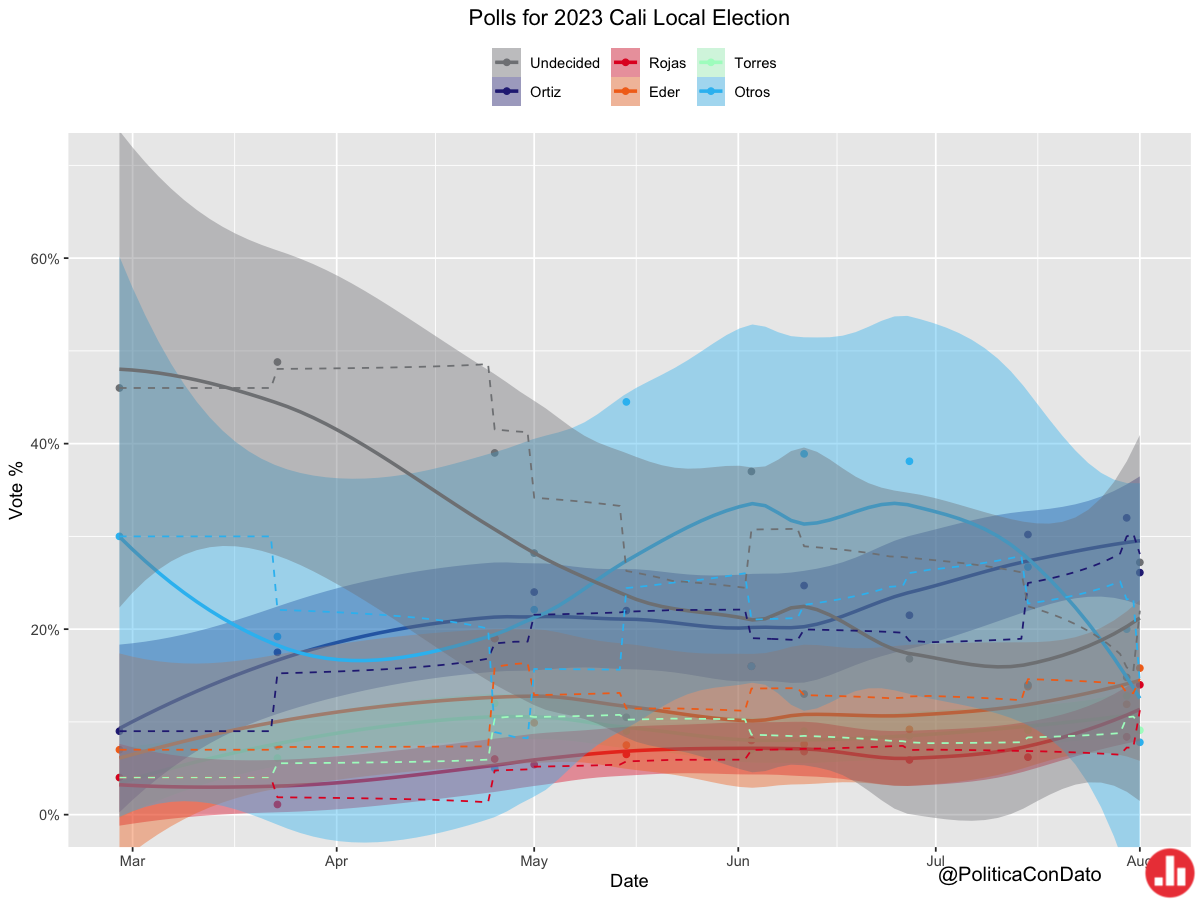 Polls for 2023 Cali Local Election
Undecided Rojas Torres
Ortiz Eder Otros
60%
40%
20%
0%
Vote %
Mar Apr May Jun Jul Aug
Date
@PoliticaConDato